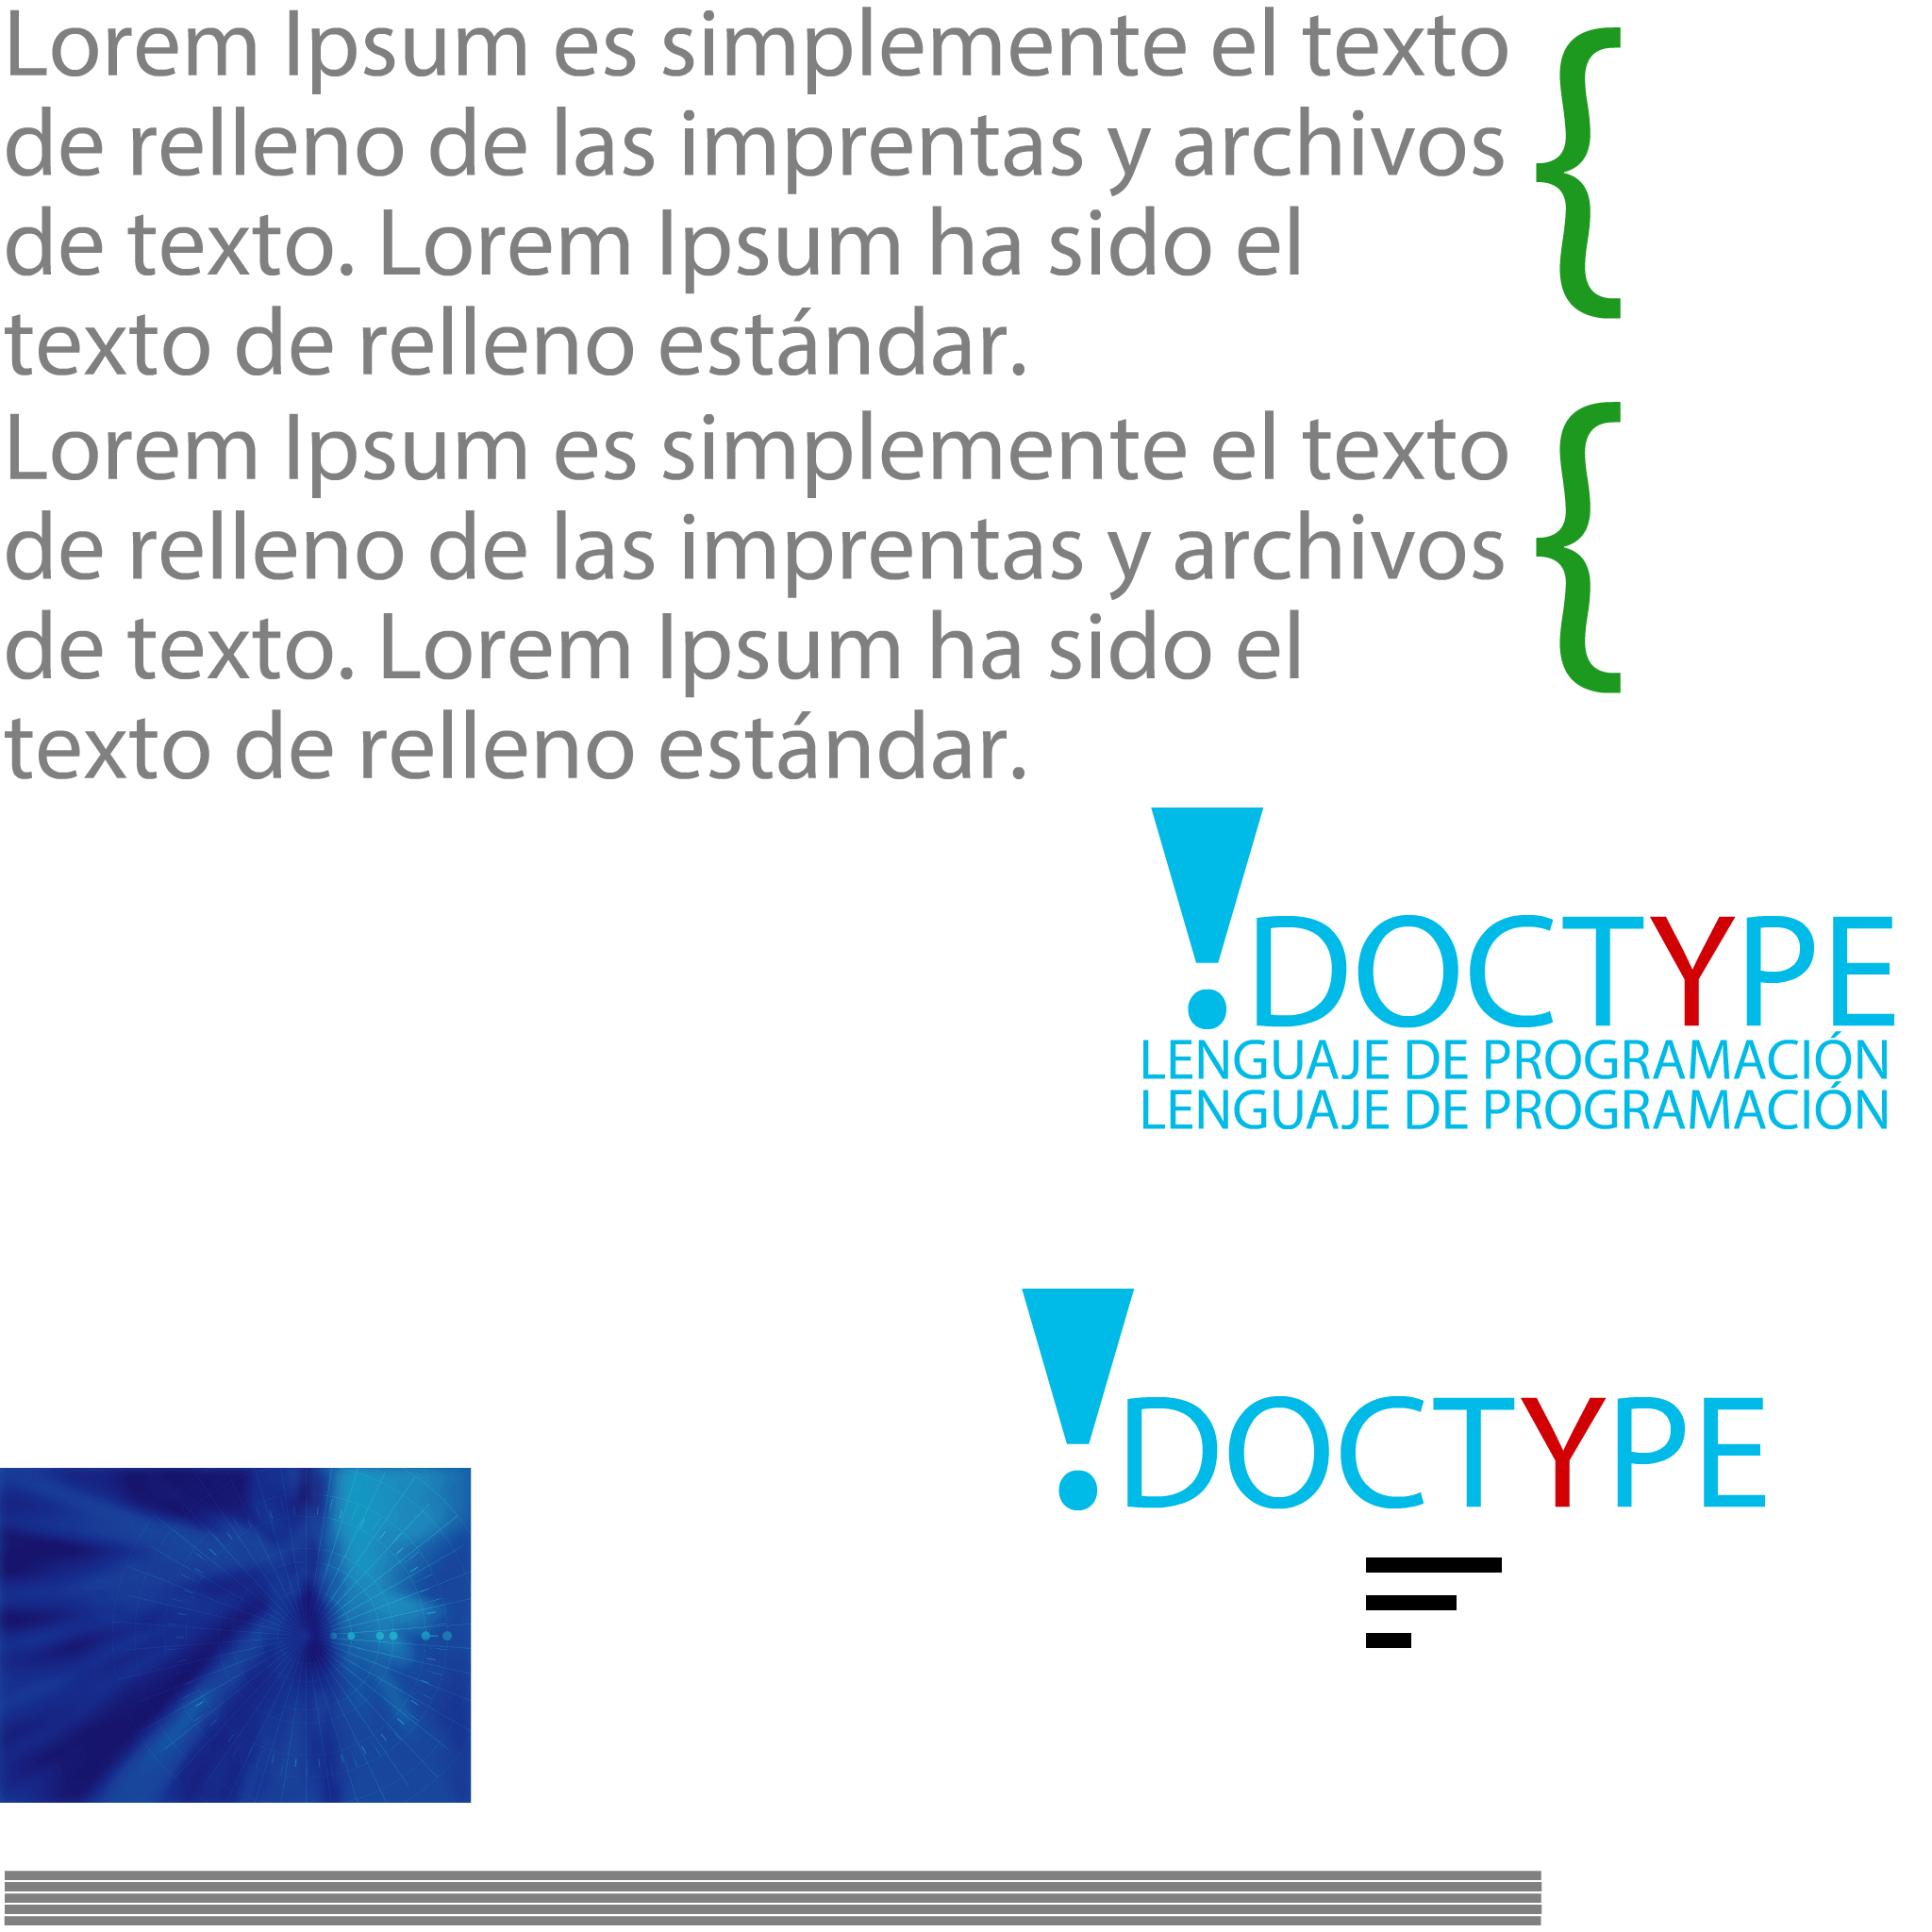 Lorem Ipsum es simplemente el texto {
de relleno de las imprentas y archivos
de texto. Lorem Ipsum ha sido el
texto de relleno estándar.
Lorem Ipsum es simplemente el texto {
de relleno de las imprentas y archivos
de texto. Lorem Ipsum ha sido el
texto de relleno estándar.
!DOCTYPE
LENGUAJE DE PROGRAMACIÓN
LENGUAJE DE PROGRAMACIÓN
!DOCTYPE